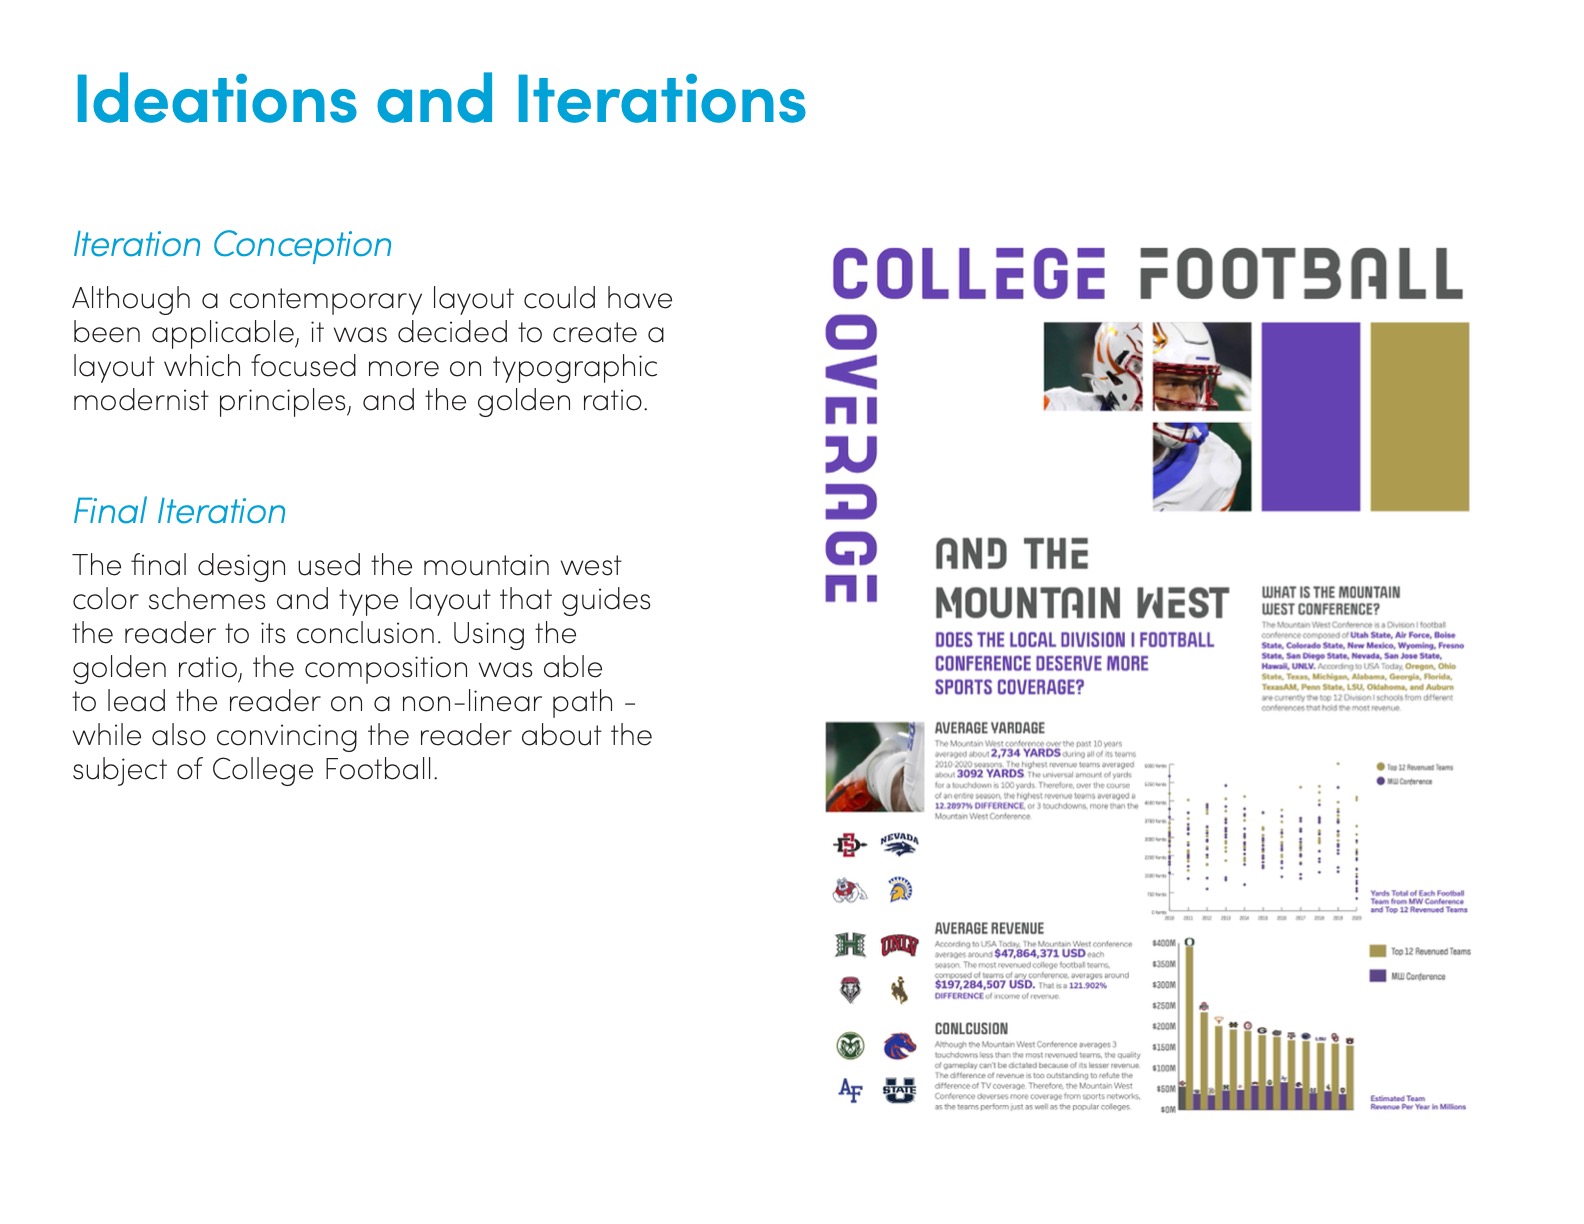 Ideations and Iterations
Iteration Conception
Although a contemporary layout could have
been applicable, it was decided to create a
layout which focused more on typographic
modernist principles, and the golden ratio.
Final Iteration
The final design used the mountain west
color schemes and type layout that guides
the reader to its conclusion. Using the
golden ratio, the composition was able
to lead the reader on a non-linear path -
while also convincing the reader about the
subject of College Football.
COLLEGE FOOTBALL
COVERAGE
AND THE
MOUNTAIN WEST
DOES THE LOCAL DIVISION I FOOTBALL
CONFERENCE DESERVE MORE
SPORTS COVERAGE?
WHAT IS THE MOUNTAIN
WEST CONFERENCE?
The Mountain West Conference is a Division I football
conference composed of Utah State, Air Force, Boise
State, Colorado State, New Mexico, Wyoming, Fresno
State, San Diego State, Nevada, San Jose State,
Hawaii, UNLV. According to USA Today, Oregon, Ohio
State, Texas, Michigan, Alabama, Georgia, Florida,
TexasAM, Penn State, LSU, Oklahoma, and Auburn
are currently the top 12 Division I schools from different
conferences that hold the most revenue.
AVERAGE YARDAGE
The Mountain West conference over the past 10 years
averaged about 2,734 YARDS during all of its teams
2010-2020 seasons. The highest revenue teams averaged
about 3092 YARDS. The universal amount of yards
for a touchdown is 100 yards. Therefore, over the course
of an entire season, the highest revenue teams averaged a
12.2897% DIFFERENCE, or 3 touchdowns, more than the
Mountain West Conference.
Top 12 Revenued Teams
MW Conference
0 Yards
2010 2011 2012 2013 2014 2015 2016 2017 2018 2019 2020
Yards Total of Each Football
Team from MW Conference
and Top 12 Revenued Teams
NEVADA
H
UNLV
AF
U STATE
AVERAGE REVENUE
According to USA Today, The Mountain West conference
averages around $47,864,371 USD each
season. The most revenued college football teams,
composed of teams of any conference, averages around
$197,284,507 USD. That is a 121.902%
DIFFERENCE of income of revenue.
CONLCUSION
Although the Mountain West Conference averages 3
touchdowns less than the most revenued teams, the quality
of gameplay can't be dictated because of its lesser revenue.
The difference of revenue is too outstanding to refute the
difference of TV coverage. Therefore, the Mountain West
Conference deverses more coverage from sports networks,
as the teams perform just as well as the popular colleges.
$400M
$350M
$300M
$250M
$200M
$150M
$100M
$50M
$0M
Top 12 Revenued Teams
MW Conference
Estimated Team
Revenue Per Year in Millions